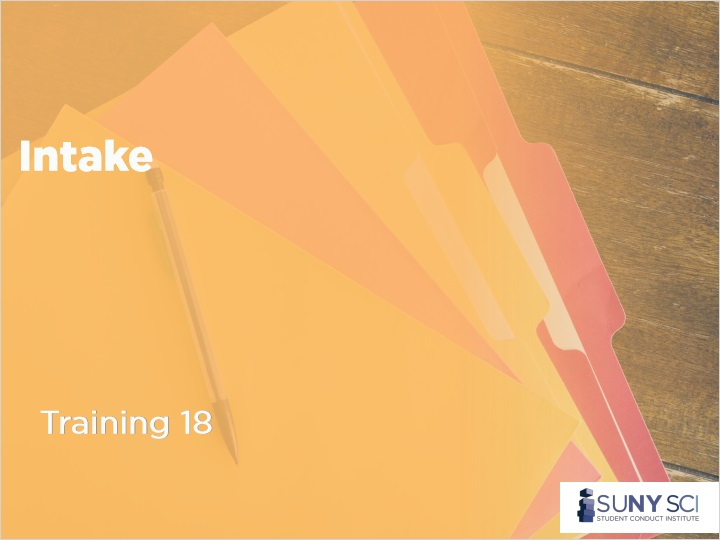 Intake
Training 18
SUNY SCI
STUDENT CONDUCT INSTITUTE